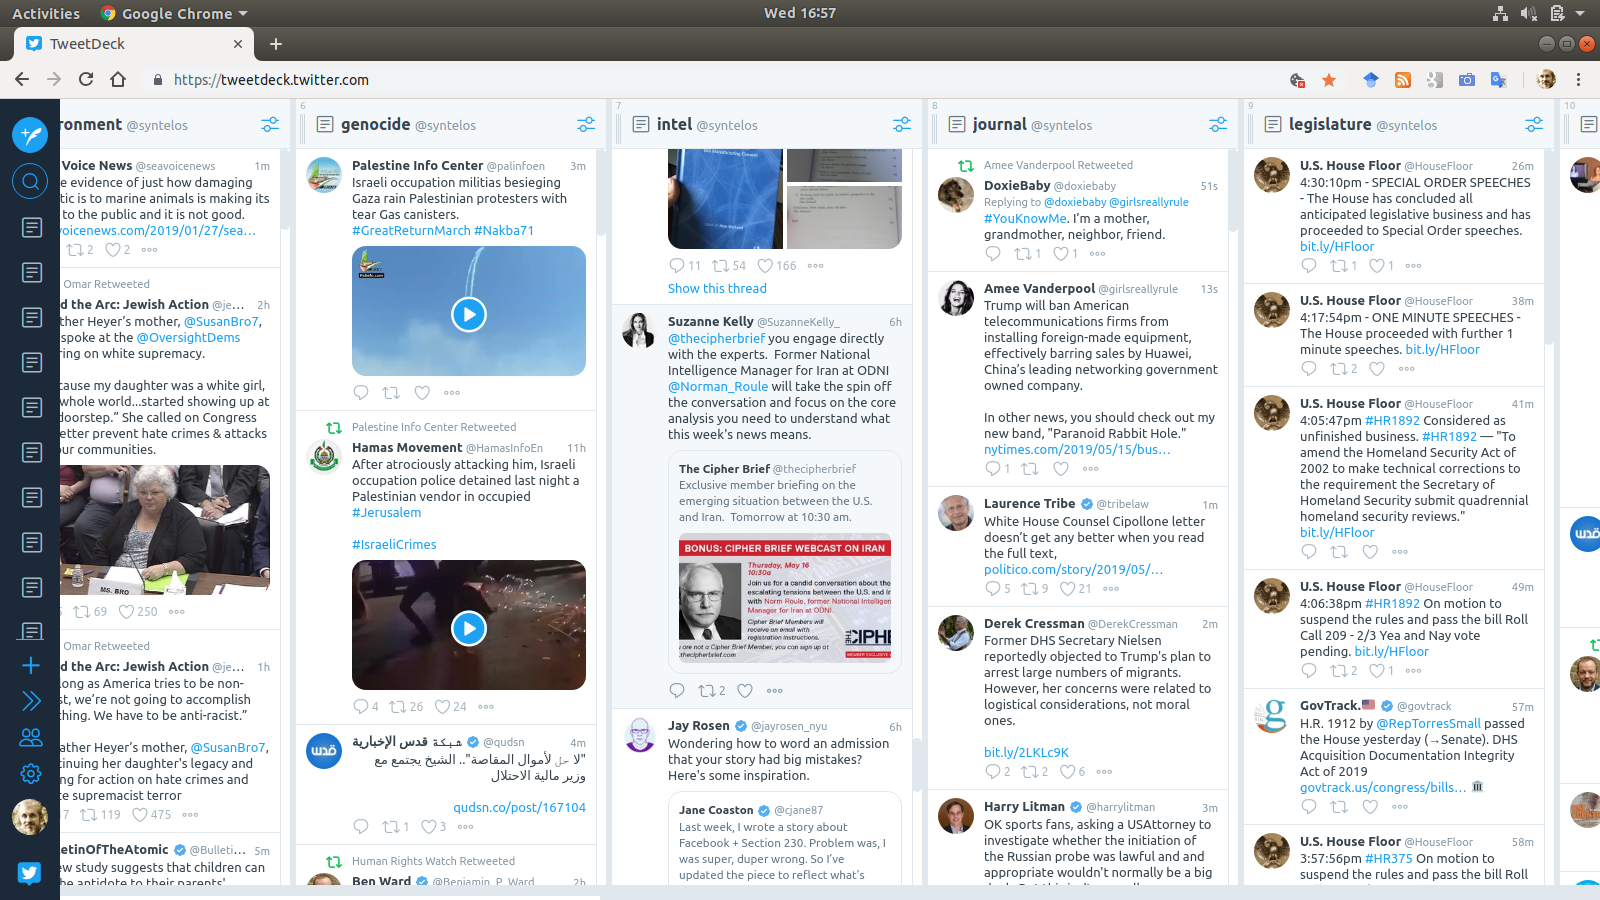 Activities
Google Chrome
Wed 16:57
TweetDeck
https://tweetdeck.twitter.com
ronment @syntelos
Voice News @seavoicenews 1m
e evidence of just how damaging
tic is to marine animals is making its
to the public and it is not good.
voicenews.com/2019/01/27/sea…
2 2
Omar Retweeted
d the Arc: Jewish Action @je… 2h
ther Heyer's mother, @SusanBro7,
spoke at the @OversightDems
ring on white supremacy.
cause my daughter was a white girl,
whole world...started showing up at
doorstep." She called on Congress
etter prevent hate crimes & attacks
our communities.
MS. BRO
69 250
Omar Retweeted
d the Arc: Jewish Action @je… 1h
long as America tries to be non-
st, we're not going to accomplish
thing. We have to be anti-racist."
ather Heyer's mother, @SusanBro7,
tinuing her daughter's legacy and
ng for action on hate crimes and
te supremacist terror
7 119 475
letinOfTheAtomic @Bulleti… 5m
ew study suggests that children can
he antidote to their parents'
6
genocide @syntelos
Palestine Info Center @palinfoen 3m
Israeli occupation militias besieging
Gaza rain Palestinian protesters with
tear Gas canisters.
#GreatReturnMarch #Nakba71
Palestine Info Center Retweeted
Hamas Movement @HamasInfoEn 11h
After atrociously attacking him, Israeli
occupation police detained last night a
Palestinian vendor in occupied
#Jerusalem
#IsraeliCrimes
4 26 24
شبكة قدس الإخبارية @qudsn 4m
"لا حل لأموال المقاصة".. الشيخ يجتمع مع
وزير مالية الاحتلال
qudsn.co/post/167104
1 3
Human Rights Watch Retweeted
Ben Ward @Benjamin_P_Ward 2h
7
intel @syntelos
11 54 166
Show this thread
Suzanne Kelly @SuzanneKelly_ 6h
@thecipherbrief you engage directly
with the experts. Former National
Intelligence Manager for Iran at ODNI
@Norman_Roule will take the spin off
the conversation and focus on the core
analysis you need to understand what
this week's news means.
The Cipher Brief @thecipherbrief
Exclusive member briefing on the
emerging situation between the U.S.
and Iran. Tomorrow at 10:30 am.
BONUS: CIPHER BRIEF WEBCAST ON IRAN
Thursday, May 16
10:30a
Join us for a candid conversation about the
escalating tensions between the U.S. and Ir
with Norm Roule, former National Intelligenc
Manager for Iran at ODNI.
Cipher Brief Members will
receive an email with
registration instructions.
u are not a Cipher Brief Member, you can sign up at
thecipherbrief.com
THE CIPHE
MEMBER EXCLUSIVE
2
Jay Rosen @jayrosen_nyu 6h
Wondering how to word an admission
that your story had big mistakes?
Here's some inspiration.
Jane Coaston @cjane87
Last week, I wrote a story about
Facebook + Section 230. Problem was, I
was super, duper wrong. So I've
updated the piece to reflect what's
8
journal @syntelos
Amee Vanderpool Retweeted
DoxieBaby @doxiebaby 51s
Replying to @doxiebaby @girlsreallyrule
#YouKnowMe. I'm a mother,
grandmother, neighbor, friend.
1 1
Amee Vanderpool @girlsreallyrule 13s
Trump will ban American
telecommunications firms from
installing foreign-made equipment,
effectively barring sales by Huawei,
China's leading networking government
owned company.
In other news, you should check out my
new band, "Paranoid Rabbit Hole."
nytimes.com/2019/05/15/bus…
1
Laurence Tribe @tribelaw 1m
White House Counsel Cipollone letter
doesn't get any better when you read
the full text,
politico.com/story/2019/05/…
5 9 21
Derek Cressman @DerekCressman 2m
Former DHS Secretary Nielsen
reportedly objected to Trump's plan to
arrest large numbers of migrants.
However, her concerns were related to
logistical considerations, not moral
ones.
bit.ly/2LKLc9K
2 2 6
Harry Litman @harrylitman 3m
OK sports fans, asking a USAttorney to
investigate whether the initiation of
the Russian probe was lawful and and
appropriate wouldn't normally be a big
9
legislature @syntelos
U.S. House Floor @HouseFloor 26m
4:30:10pm - SPECIAL ORDER SPEECHES
- The House has concluded all
anticipated legislative business and has
proceeded to Special Order speeches.
bit.ly/HFloor
1 1
U.S. House Floor @HouseFloor 38m
4:17:54pm - ONE MINUTE SPEECHES -
The House proceeded with further 1
minute speeches. bit.ly/HFloor
2
U.S. House Floor @HouseFloor 41m
4:05:47pm #HR1892 Considered as
unfinished business. #HR1892 — "To
amend the Homeland Security Act of
2002 to make technical corrections to
the requirement the Secretary of
Homeland Security submit quadrennial
homeland security reviews."
bit.ly/HFloor
U.S. House Floor @HouseFloor 49m
4:06:38pm #HR1892 On motion to
suspend the rules and pass the bill Roll
Call 209 - 2/3 Yea and Nay vote
pending. bit.ly/HFloor
2 1
GovTrack. @govtrack 57m
H.R. 1912 by @RepTorresSmall passed
the House yesterday (→Senate). DHS
Acquisition Documentation Integrity
Act of 2019
govtrack.us/congress/bills…
U.S. House Floor @HouseFloor 58m
3:57:56pm #HR375 On motion to
suspend the rules and pass the bill Roll
10
قدس